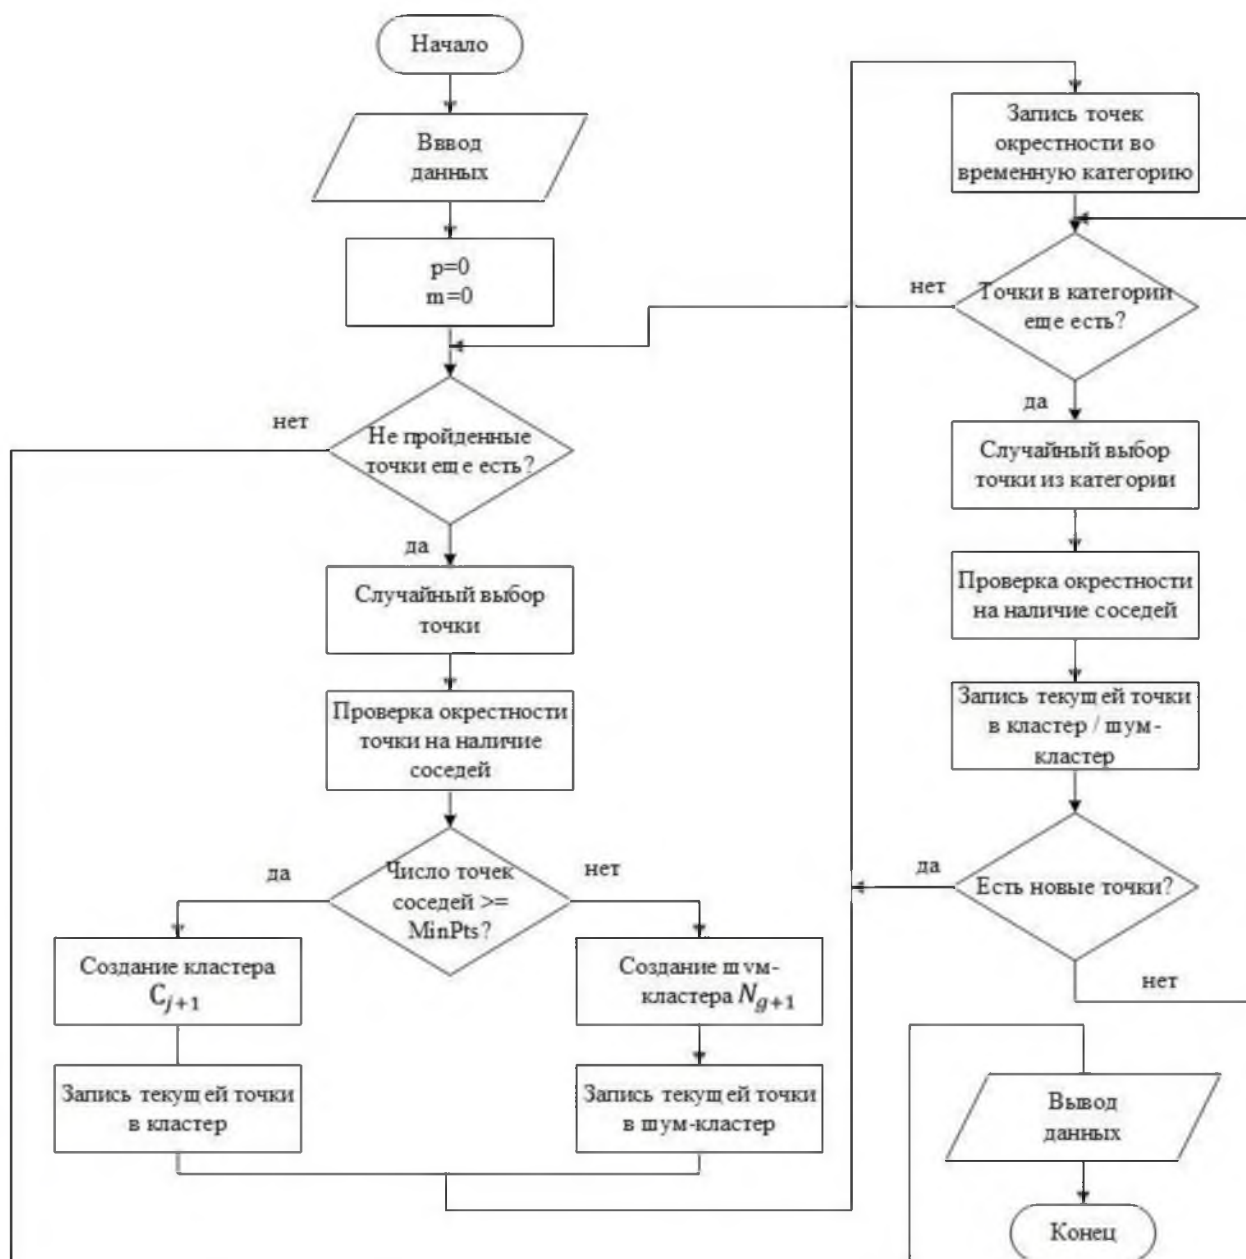 Начало
Вввод
данных
p=0
m=0
нет
Не пройденные
точки еще есть?
да
Случайный выбор
точки
Проверка окрестности
точки на наличие
соседей
да
Число точек
соседей >=
MinPts?
нет
Создание кластера
C_{j+1}
Создание шум-
кластера N_{g+1}
Запись текущей точки
в кластер
Запись текущей точки
в шум-кластер
Запись точек
окрестности во
временную категорию
нет
Точки в категории
еще есть?
да
Случайный выбор
точки из категории
Проверка окрестности
на наличие соседей
Запись текущей точки
в кластер / шум-
кластер
да
Есть новые точки?
нет
Вывод
данных
Конец